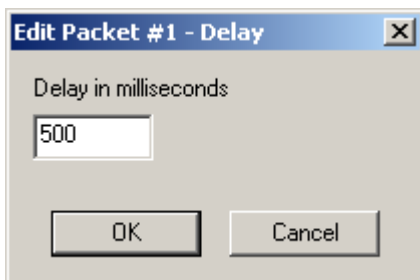 Edit Packet #1 - Delay
Delay in milliseconds
500
OK Cancel